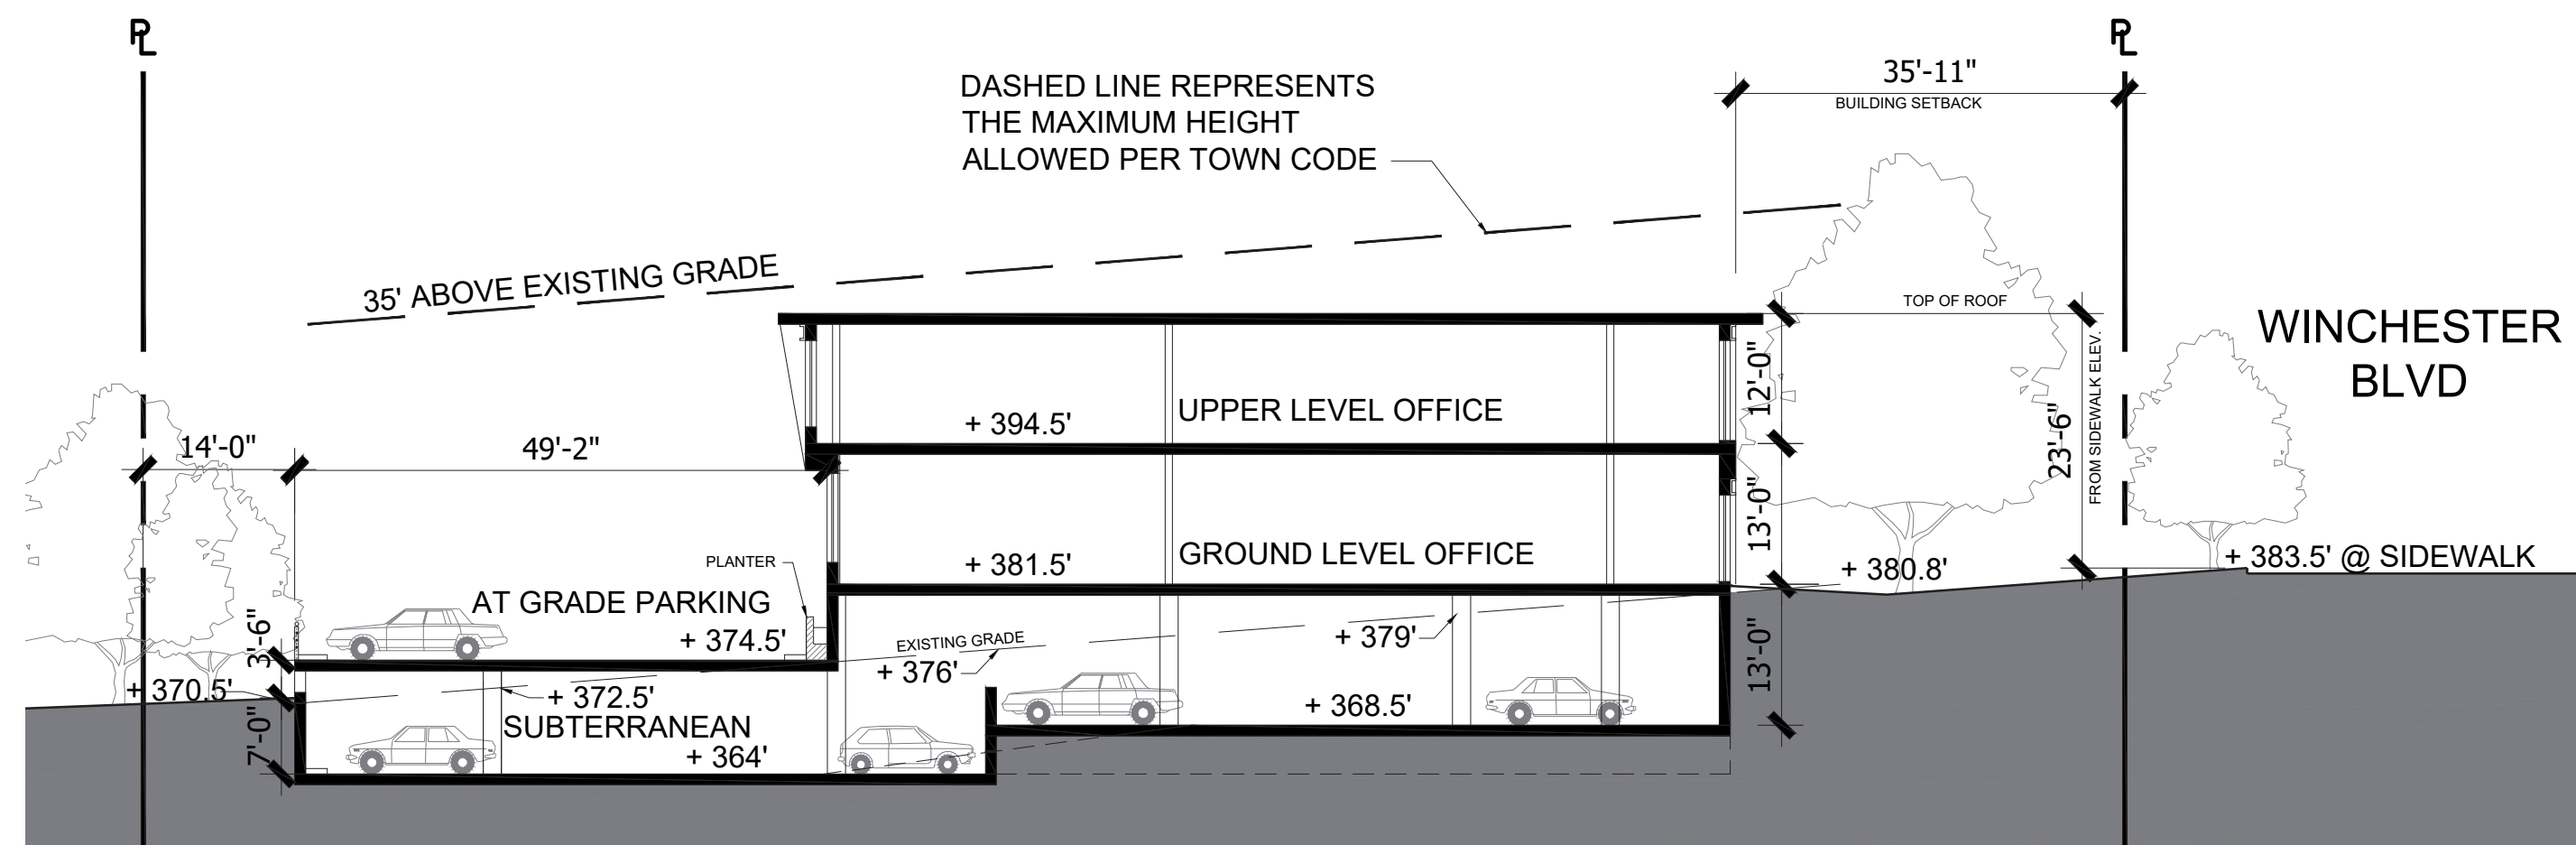 PL
PL
35'-11"
BUILDING SETBACK
DASHED LINE REPRESENTS
THE MAXIMUM HEIGHT
ALLOWED PER TOWN CODE
35' ABOVE EXISTING GRADE
TOP OF ROOF
WINCHESTER
BLVD
12'-0"
23'-6"
FROM SIDEWALK ELEV.
+ 394.5'
UPPER LEVEL OFFICE
14'-0"
49'-2"
13'-0"
PLANTER
+ 381.5'
GROUND LEVEL OFFICE
+ 380.8'
+ 383.5' @ SIDEWALK
AT GRADE PARKING
3'-6"
+ 374.5'
EXISTING GRADE
+ 379'
+ 376'
13'-0"
+ 370.5'
+ 372.5'
+ 368.5'
SUBTERRANEAN
7'-0"
+ 364'